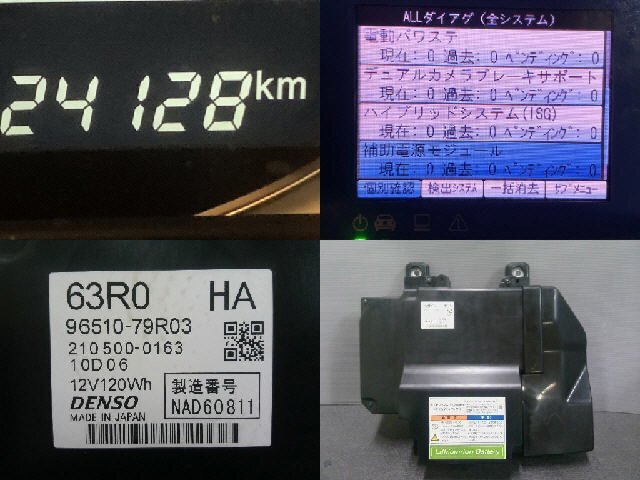 24128km
ALLダイアグ(全システム)
電動パワステ
現在: 0 過去: 0 ペンディング: 0
デュアルカメラブレーキサポート
現在: 0 過去: 0 ペンディング: 0
ハイブリッドシステム(ISG)
現在: 0 過去: 0 ペンディング: 0
補助電源モジュール
現在: 0 過去: 0 ペンディング: 0
個別確認 検出システム 一括消去 トップメニュー
63R0 HA
96510-79R03
210500-0163
10D06
12V120Wh
DENSO
MADE IN JAPAN
製造番号
NAD60811
Lithium-ion Battery